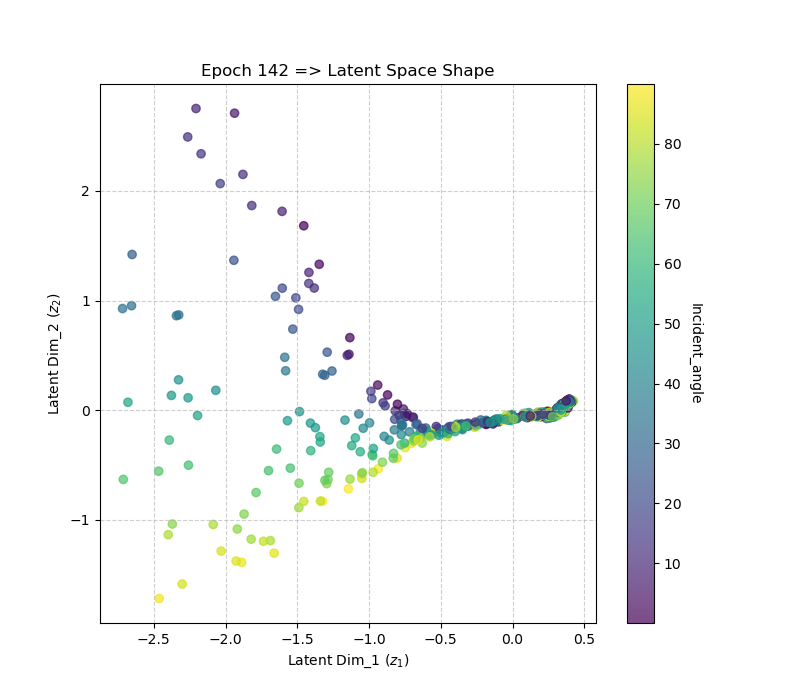 Epoch 142 => Latent Space Shape
2
1
0
−1
Latent Dim_2 (z₂)
−2.5 −2.0 −1.5 −1.0 −0.5 0.0 0.5
Latent Dim_1 (z₁)
80
70
60
50
40
30
20
10
Incident_angle